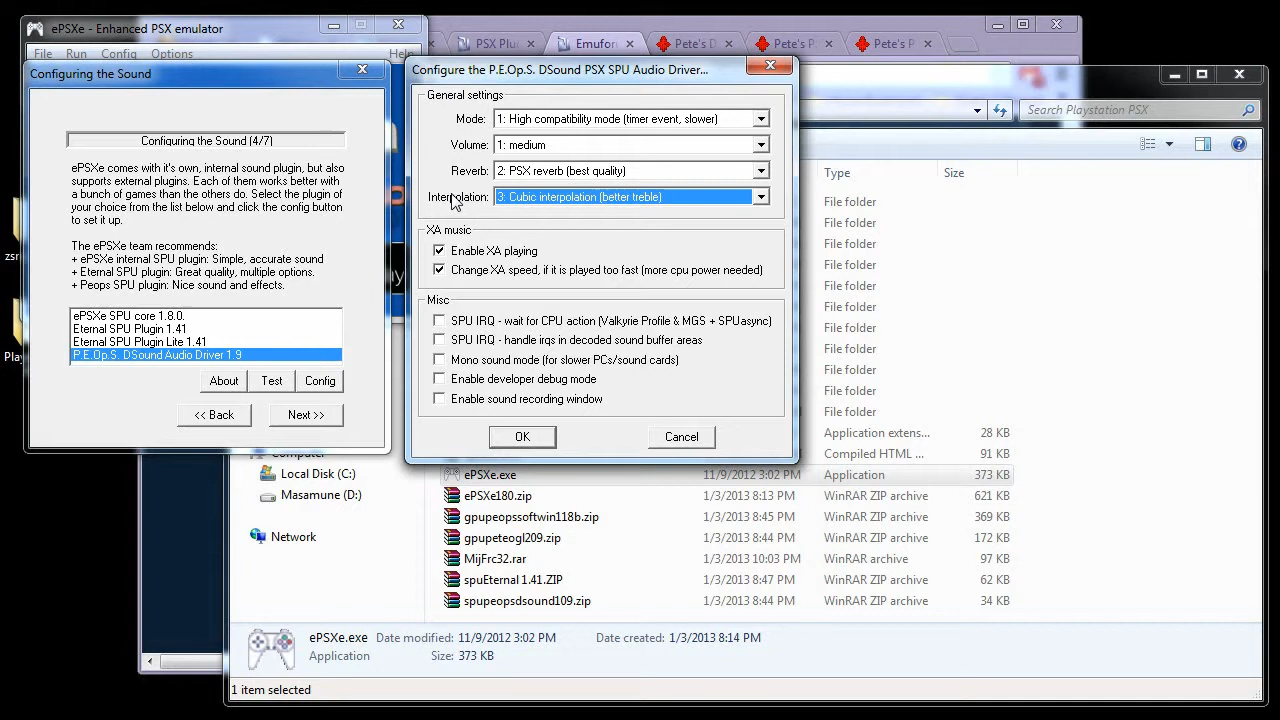 ePSXe - Enhanced PSX emulator
File Run Config Options Help
PSX Plu
Emufor
Pete's D
Pete's P
Pete's P
Configuring the Sound
Configuring the Sound (4/7)
ePSXe comes with it's own, internal sound plugin, but also
supports external plugins. Each of them works better with
a bunch of games than the others do. Select the plugin of
your choice from the list below and click the config button
to set it up.
The ePSXe team recommends:
+ ePSXe internal SPU plugin: Simple, accurate sound
+ Eternal SPU plugin: Great quality, multiple options.
+ Peops SPU plugin: Nice sound and effects.
ePSXe SPU core 1.8.0.
Eternal SPU Plugin 1.41
Eternal SPU Plugin Lite 1.41
P.E.Op.S. DSound Audio Driver 1.9
About Test Config
<< Back Next >>
Configure the P.E.Op.S. DSound PSX SPU Audio Driver...
General settings
Mode: 1: High compatibility mode (timer event, slower)
Volume: 1: medium
Reverb: 2: PSX reverb (best quality)
Interpolation: 3: Cubic interpolation (better treble)
XA music
Enable XA playing
Change XA speed, if it is played too fast (more cpu power needed)
Misc
SPU IRQ - wait for CPU action (Valkyrie Profile & MGS + SPUasync)
SPU IRQ - handle irqs in decoded sound buffer areas
Mono sound mode (for slower PCs/sound cards)
Enable developer debug mode
Enable sound recording window
OK Cancel
Search Playstation PSX
Type Size
File folder
File folder
File folder
File folder
File folder
File folder
File folder
File folder
File folder
File folder
File folder
Application extens... 28 KB
Compiled HTML ... 91 KB
ePSXe.exe 11/9/2012 3:02 PM Application 373 KB
ePSXe180.zip 1/3/2013 8:13 PM WinRAR ZIP archive 621 KB
gpupeopssoftwin118b.zip 1/3/2013 8:45 PM WinRAR ZIP archive 369 KB
gpupeteogl209.zip 1/3/2013 8:44 PM WinRAR ZIP archive 172 KB
MijFrc32.rar 1/3/2013 10:03 PM WinRAR archive 97 KB
spuEternal 1.41.ZIP 1/3/2013 8:47 PM WinRAR ZIP archive 62 KB
spupeopsdsound109.zip 1/3/2013 8:44 PM WinRAR ZIP archive 34 KB
Computer
Local Disk (C:)
Masamune (D:)
Network
zsr
Play
ay
ePSXe.exe Date modified: 11/9/2012 3:02 PM Date created: 1/3/2013 8:14 PM
Application Size: 373 KB
1 item selected